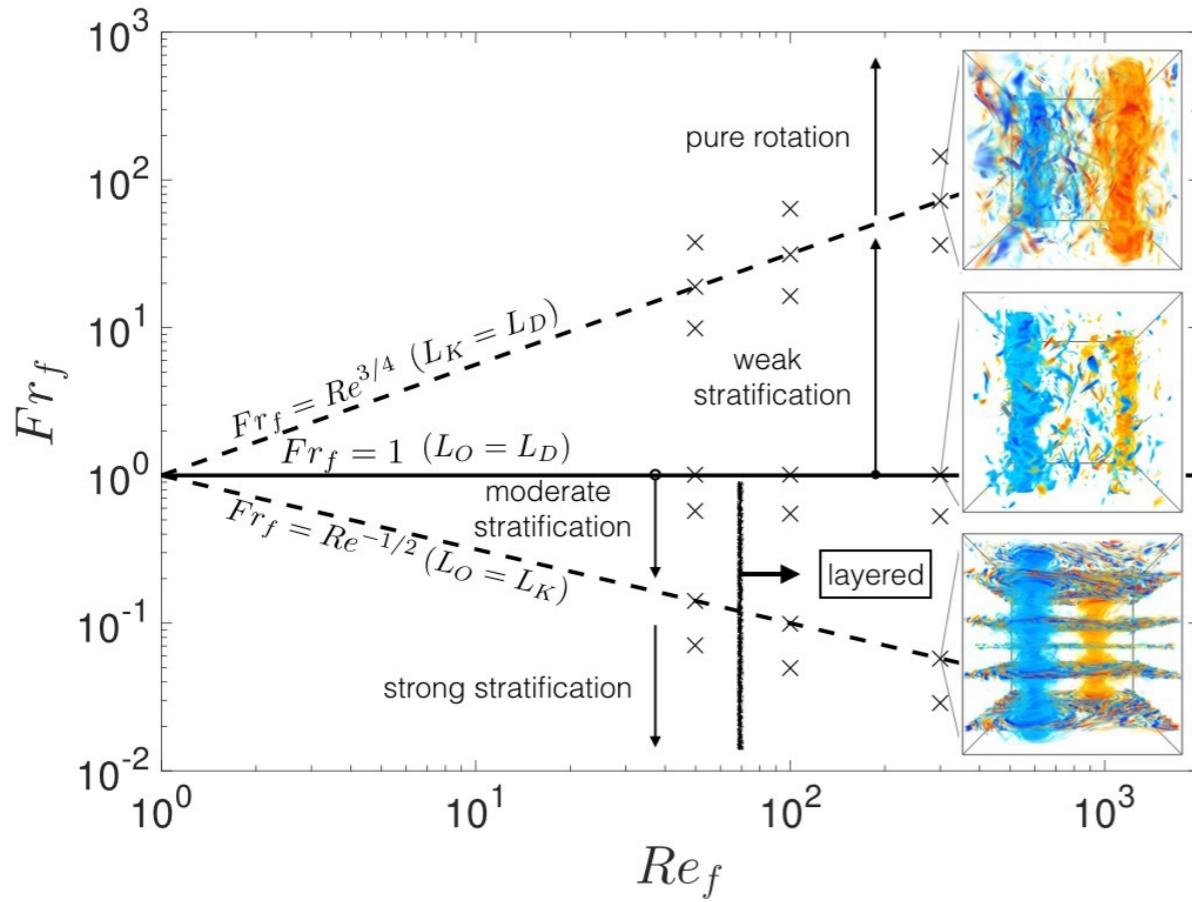 10^3
10^2
10^1
10^0
10^{-1}
10^{-2}
Fr_f
pure rotation
weak
stratification
Fr_f = Re^{3/4} (L_K = L_D)
Fr_f = 1 (L_O = L_D)
moderate
stratification
Fr_f = Re^{-1/2} (L_O = L_K)
layered
strong stratification
10^0
10^1
10^2
10^3
Re_f